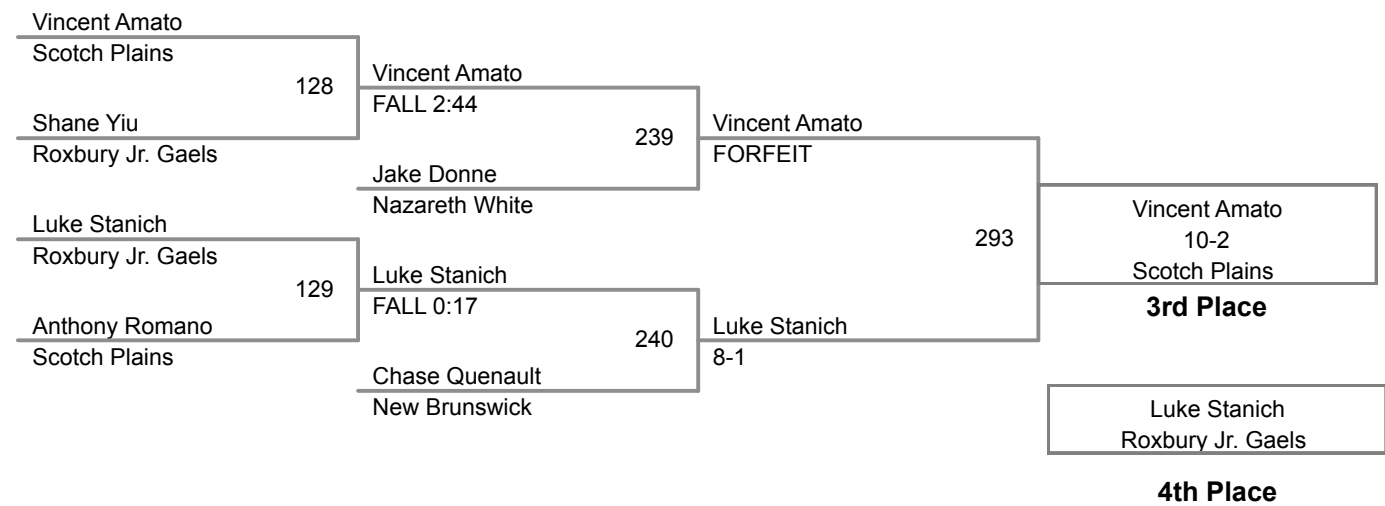 Vincent Amato
Scotch Plains
128
Shane Yiu
Roxbury Jr. Gaels
Luke Stanich
Roxbury Jr. Gaels
129
Anthony Romano
Scotch Plains
Vincent Amato
FALL 2:44
239
Jake Donne
Nazareth White
Luke Stanich
FALL 0:17
240
Chase Quenault
New Brunswick
Vincent Amato
FORFEIT
293
Luke Stanich
8-1
Vincent Amato
10-2
Scotch Plains
3rd Place
Luke Stanich
Roxbury Jr. Gaels
4th Place